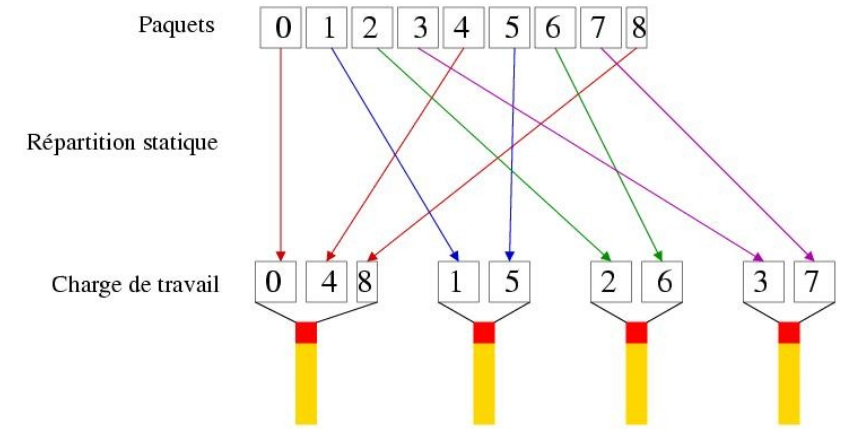 Paquets 0 1 2 3 4 5 6 7 8
Répartition statique
Charge de travail 0 4 8 1 5 2 6 3 7